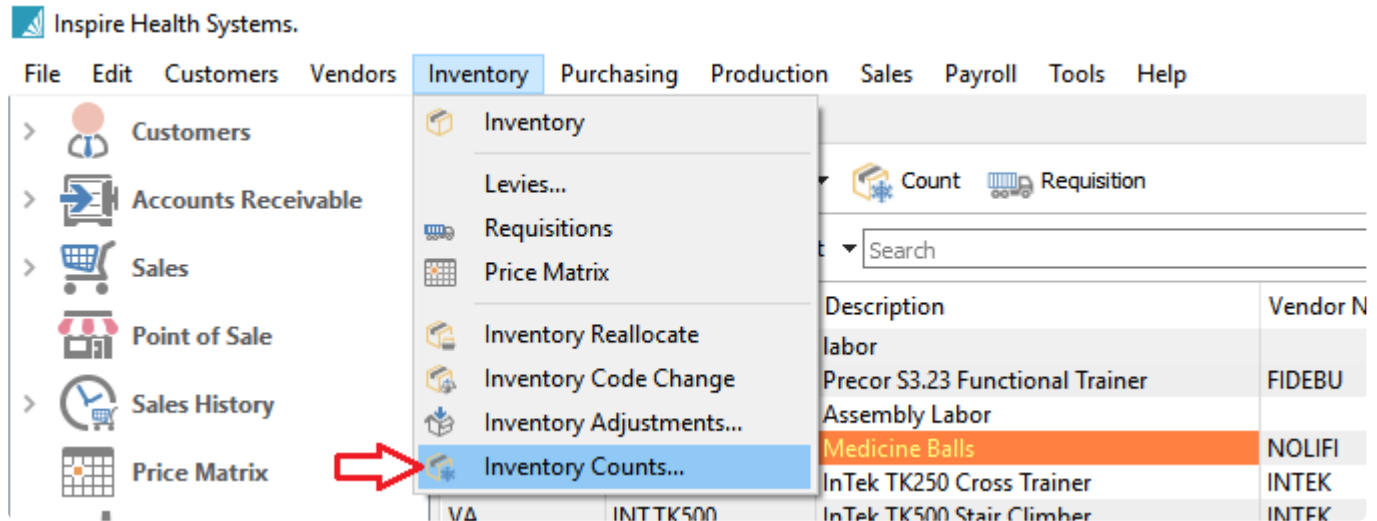 Inspire Health Systems.
File Edit Customers Vendors Inventory Purchasing Production Sales Payroll Tools Help
Customers
Accounts Receivable
Sales
Point of Sale
Sales History
Price Matrix
Inventory
Levies...
Requisitions
Price Matrix
Inventory Reallocate
Inventory Code Change
Inventory Adjustments...
Inventory Counts...
Count Requisition
t Search
Description Vendor N
labor
Precor S3.23 Functional Trainer FIDEBU
Assembly Labor
Medicine Balls NOLIFI
InTek TK250 Cross Trainer INTEK
VA INTTK500 InTek TK500 Stair Climber INTEK